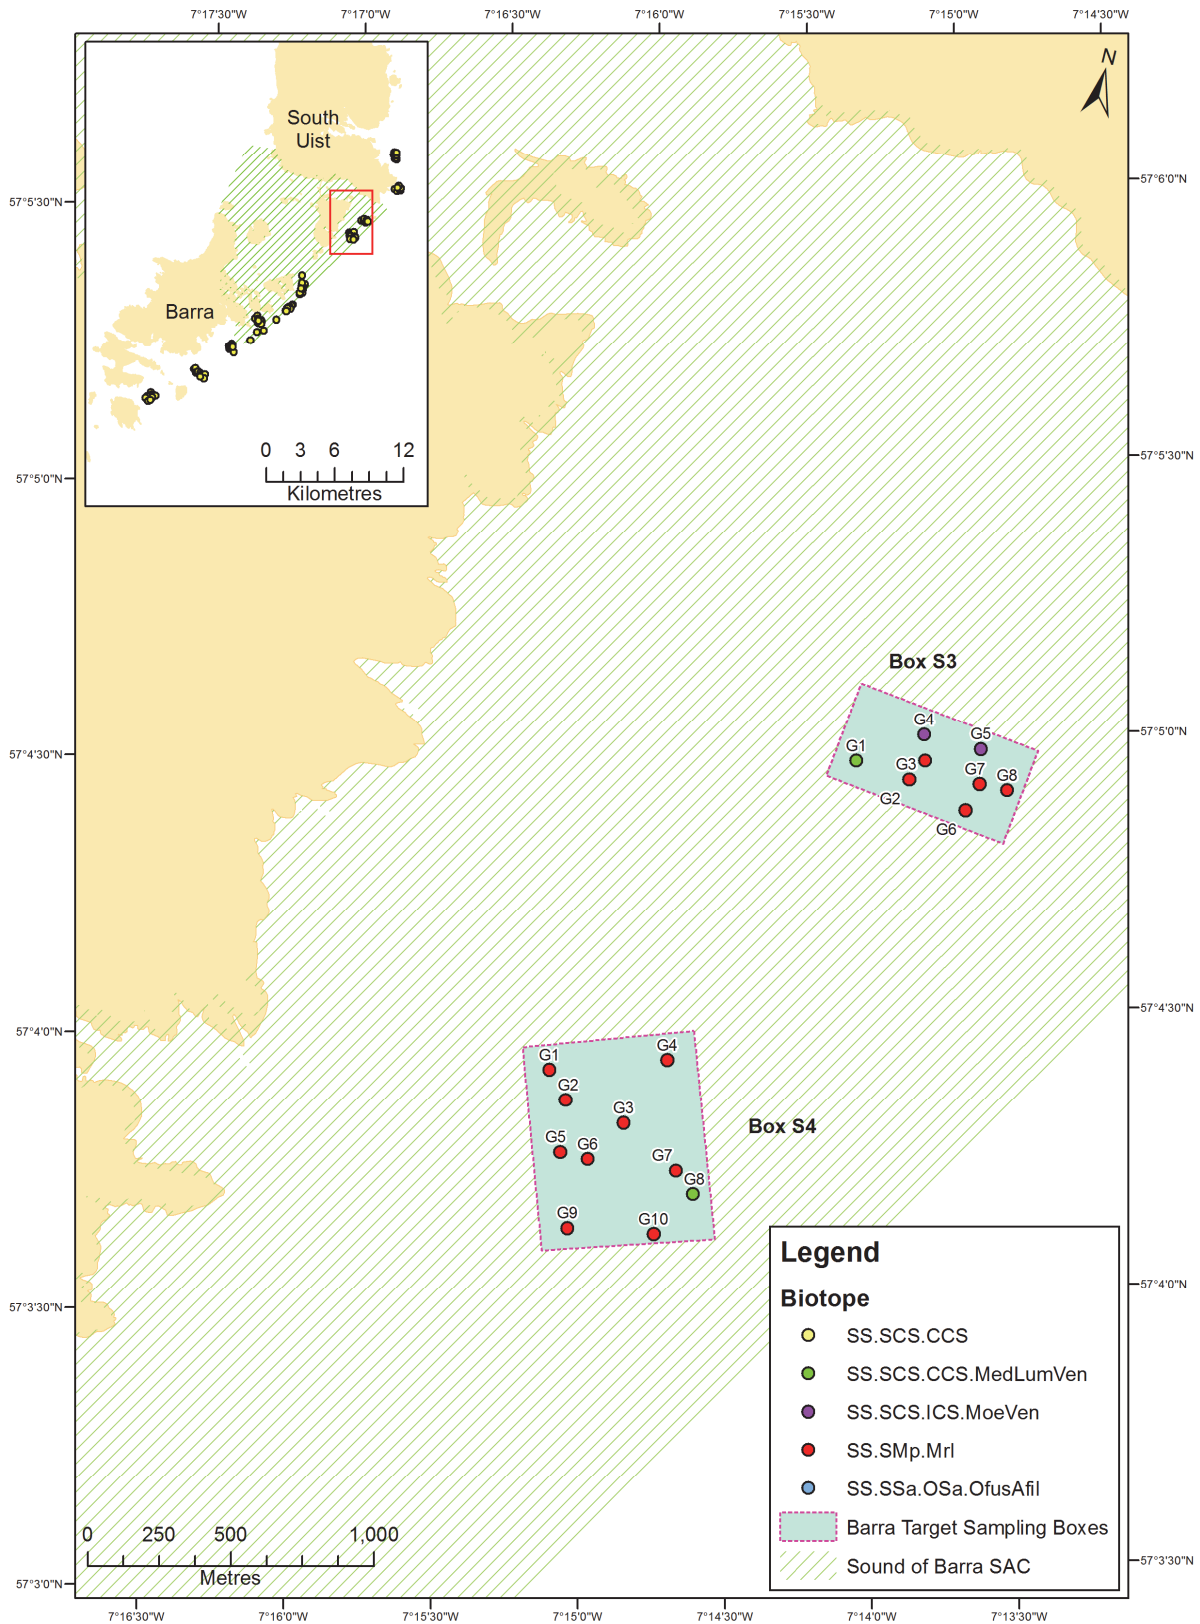 7°17'30"W 7°17'0"W 7°16'30"W 7°16'0"W 7°15'30"W 7°15'0"W 7°14'30"W
N
South
Uist
Barra
0 3 6 12
Kilometres
57°5'30"N
57°5'0"N
57°4'30"N
57°4'0"N
57°3'30"N
57°3'0"N
57°6'0"N
57°5'30"N
57°5'0"N
57°4'30"N
57°4'0"N
57°3'30"N
Box S3
G4
G5
G1
G3
G7
G8
G2
G6
G1
G4
G2
G3
Box S4
G5
G6
G7
G8
G9
G10
Legend
Biotope
SS.SCS.CCS
SS.SCS.CCS.MedLumVen
SS.SCS.ICS.MoeVen
SS.SMp.Mrl
SS.SSa.OSa.OfusAfil
Barra Target Sampling Boxes
Sound of Barra SAC
0 250 500 1,000
Metres
7°16'30"W 7°16'0"W 7°15'30"W 7°15'0"W 7°14'30"W 7°14'0"W 7°13'30"W